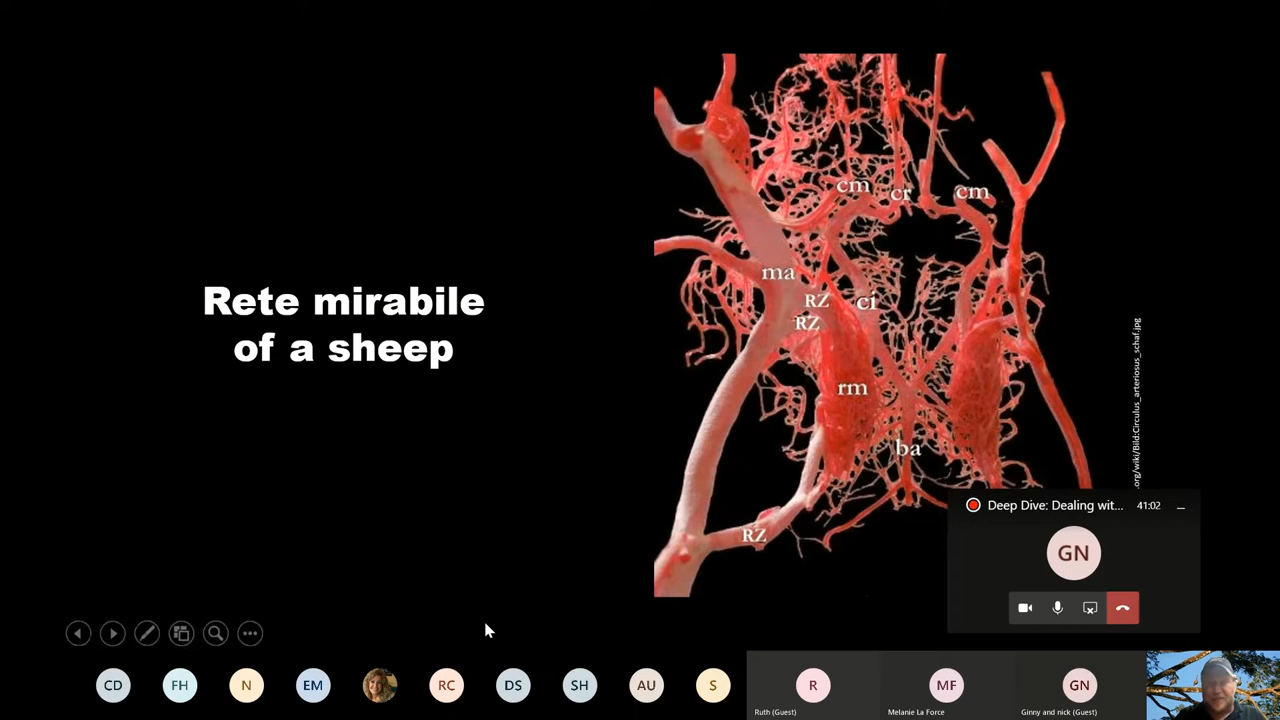 Rete mirabile
of a sheep
cm cr cm
ma
RZ ci
RZ
rm
ba
RZ
.org/wiki/Bild:Circulus_arteriosus_schaf.jpg
Deep Dive: Dealing wit... 41:02
GN
CD FH N EM RC DS SH AU S R MF GN
Ruth (Guest) Melanie La Force Ginny and nick (Guest)